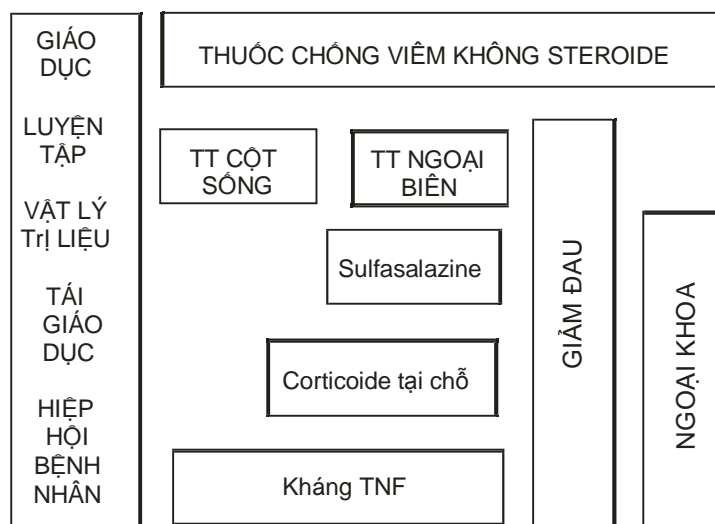 GIÁO
DỤC
LUYỆN
TẬP
VẬT LÝ
TrỊ LIỆU
TÁI
GIÁO
DỤC
HIỆP
HỘI
BỆNH
NHÂN
THUỐC CHỐNG VIÊM KHÔNG STEROIDE
TT CỘT
SỐNG
TT NGOẠI
BIÊN
Sulfasalazine
Corticoide tại chỗ
Kháng TNF
GIẢM ĐAU
NGOẠI KHOA